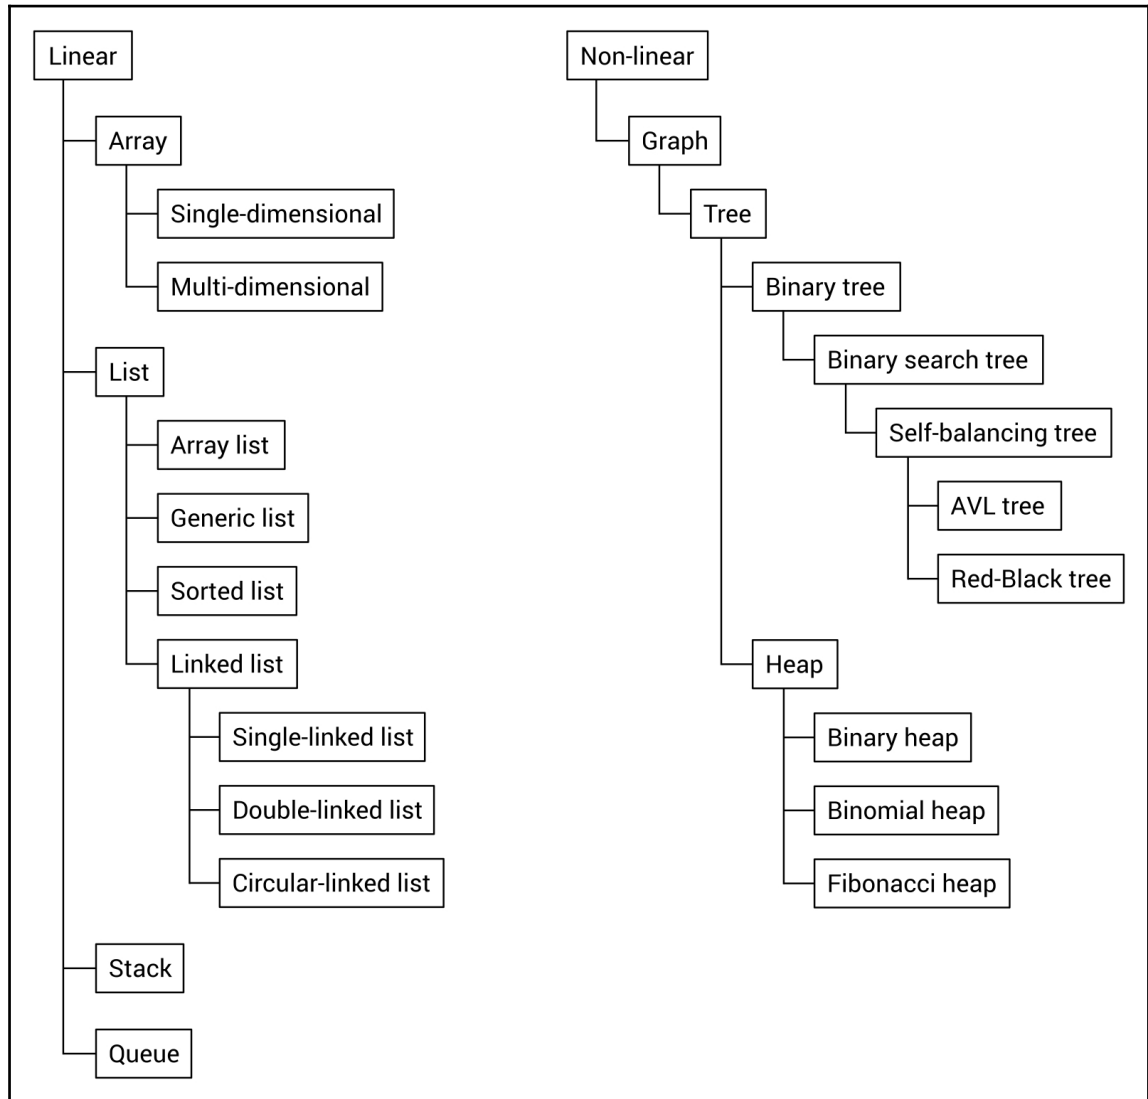 Linear
Array
Single-dimensional
Multi-dimensional
List
Array list
Generic list
Sorted list
Linked list
Single-linked list
Double-linked list
Circular-linked list
Stack
Queue
Non-linear
Graph
Tree
Binary tree
Binary search tree
Self-balancing tree
AVL tree
Red-Black tree
Heap
Binary heap
Binomial heap
Fibonacci heap